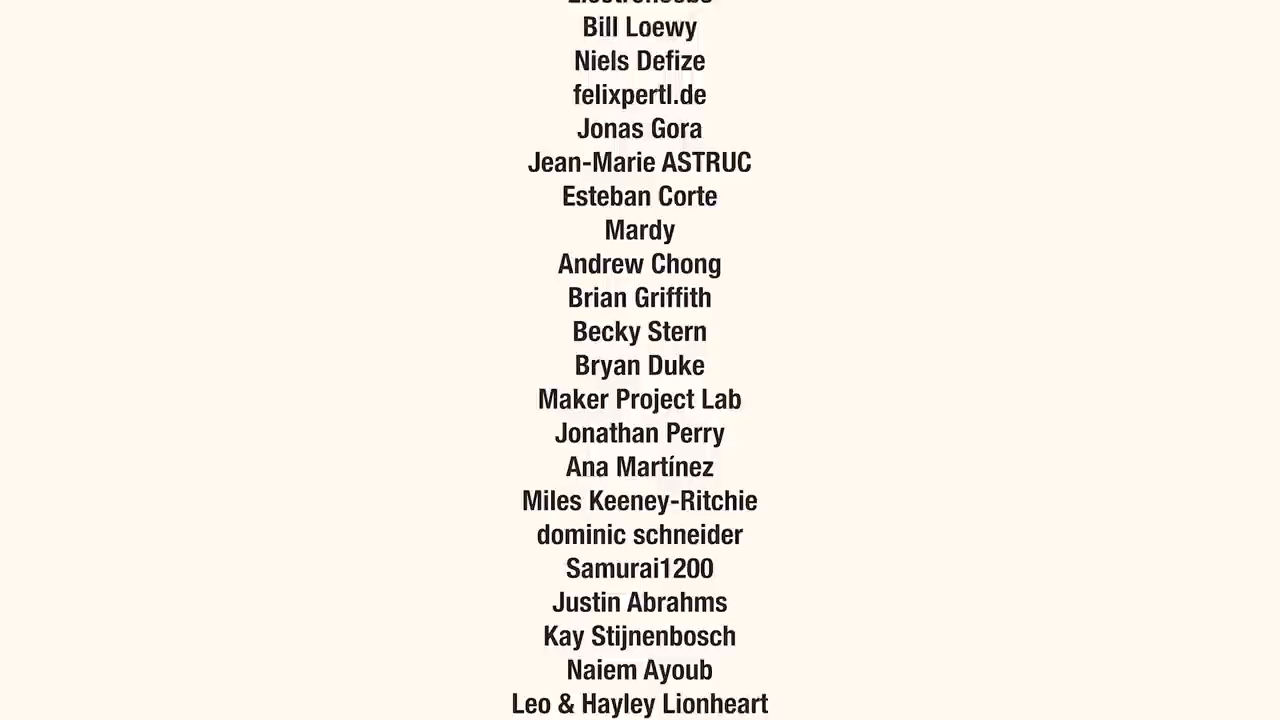 Bill Loewy
Niels Defize
felixpertl.de
Jonas Gora
Jean-Marie ASTRUC
Esteban Corte
Mardy
Andrew Chong
Brian Griffith
Becky Stern
Bryan Duke
Maker Project Lab
Jonathan Perry
Ana Martínez
Miles Keeney-Ritchie
dominic schneider
Samurai1200
Justin Abrahms
Kay Stijnenbosch
Naiem Ayoub
Leo & Hayley Lionheart